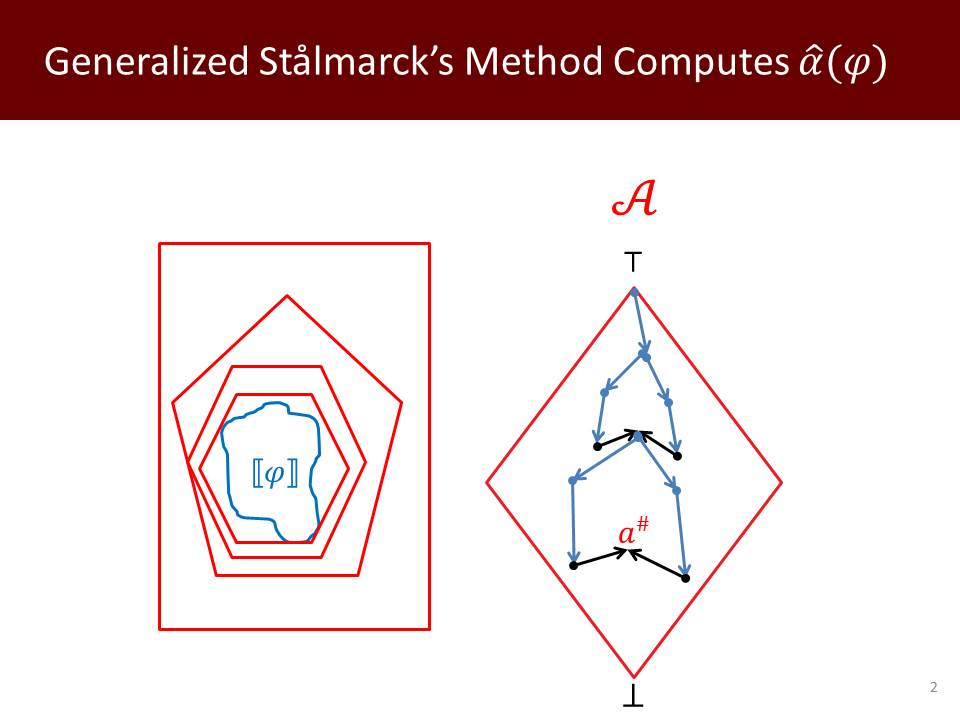 Generalized Stålmarck’s Method Computes α̂(φ)
𝒜
⊤
⟦φ⟧
a#
⊥
2